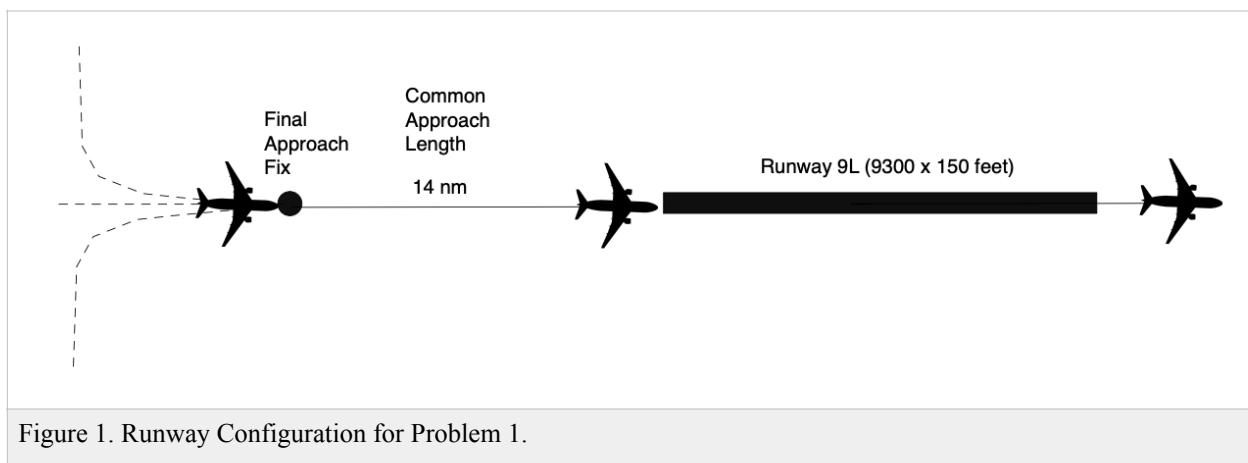 Final
Approach
Fix
Common
Approach
Length
14 nm
Runway 9L (9300 x 150 feet)
Figure 1. Runway Configuration for Problem 1.